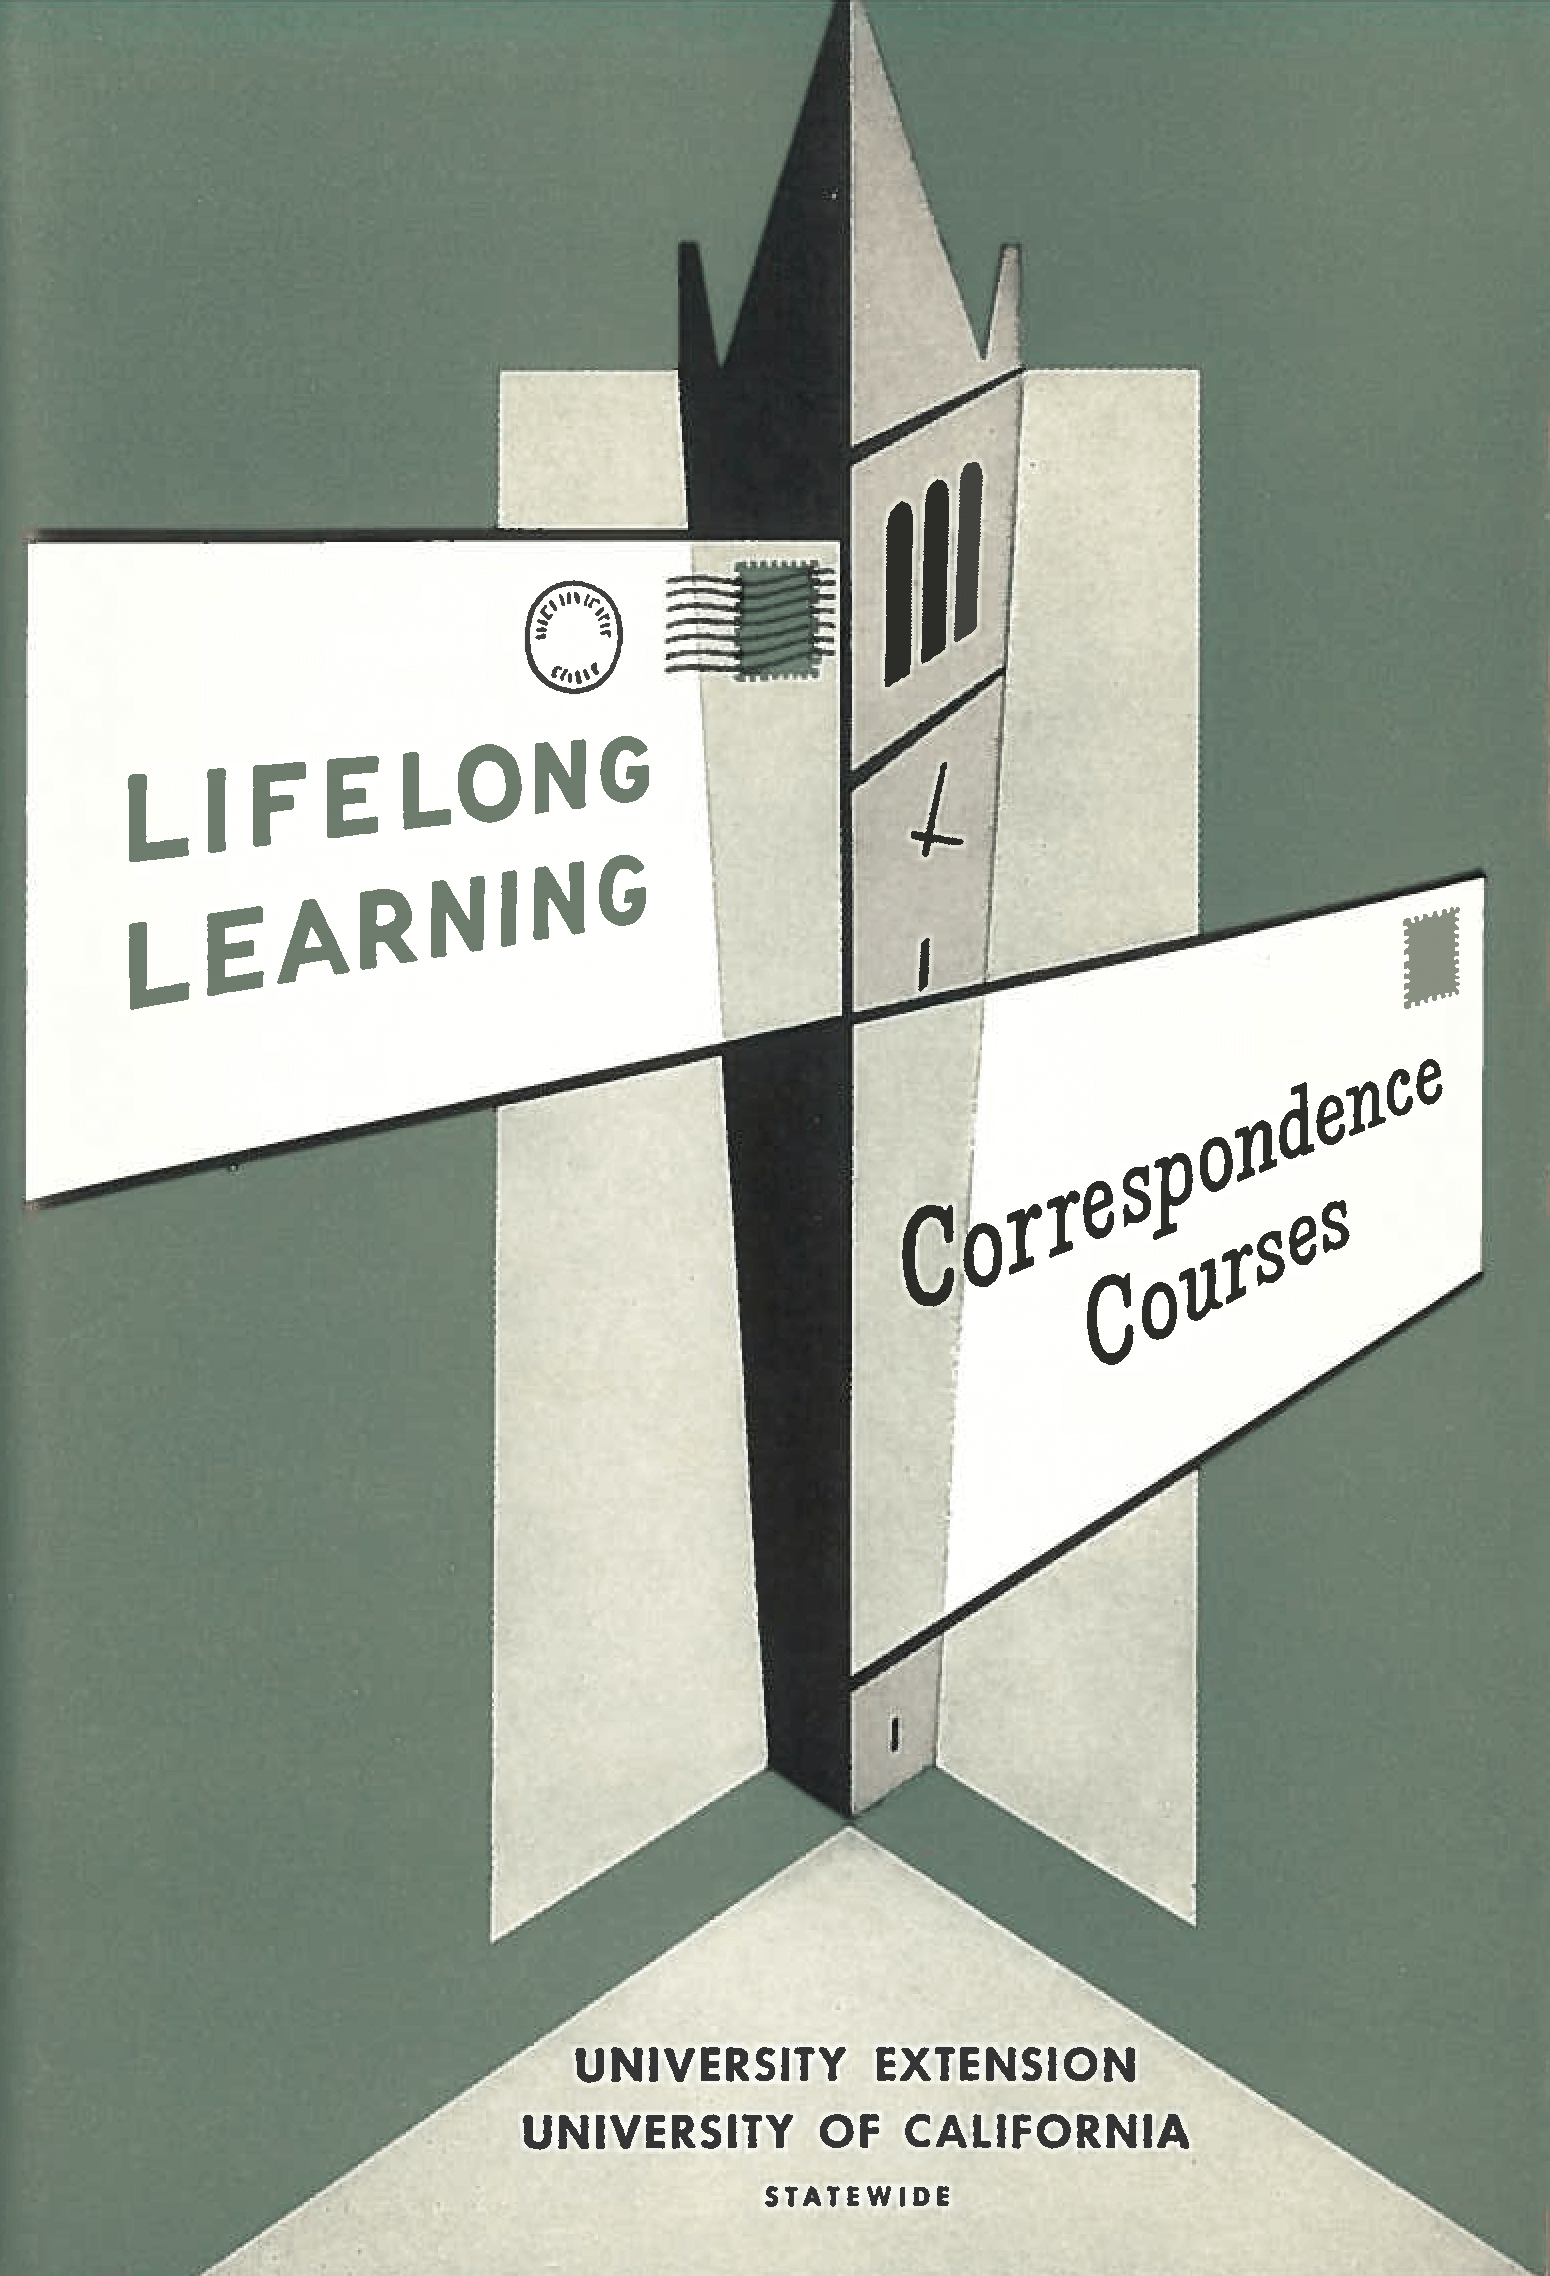 LIFELONG
LEARNING
Correspondence
Courses
UNIVERSITY EXTENSION
UNIVERSITY OF CALIFORNIA
STATEWIDE